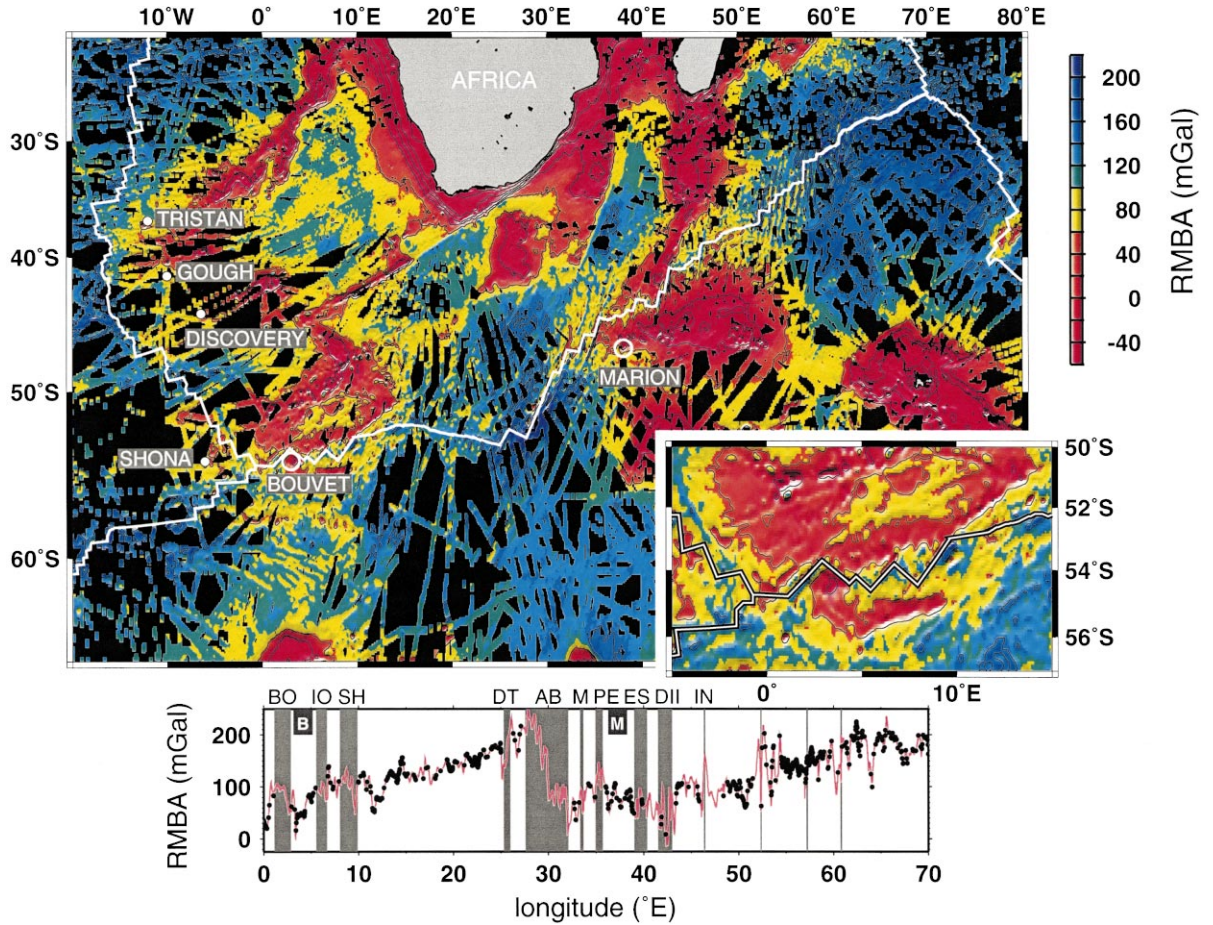 10˚W 0˚ 10˚E 20˚E 30˚E 40˚E 50˚E 60˚E 70˚E 80˚E
AFRICA
200
160
120
80
40
0
-40
RMBA (mGal)
30˚S
TRISTAN
40˚S
GOUGH
DISCOVERY
MARION
50˚S
SHONA
BOUVET
60˚S
50˚S
52˚S
54˚S
56˚S
0˚ 10˚E
BO IO SH DT AB M PE ES DII IN
B M
200
100
0
RMBA (mGal)
0 10 20 30 40 50 60 70
longitude (˚E)